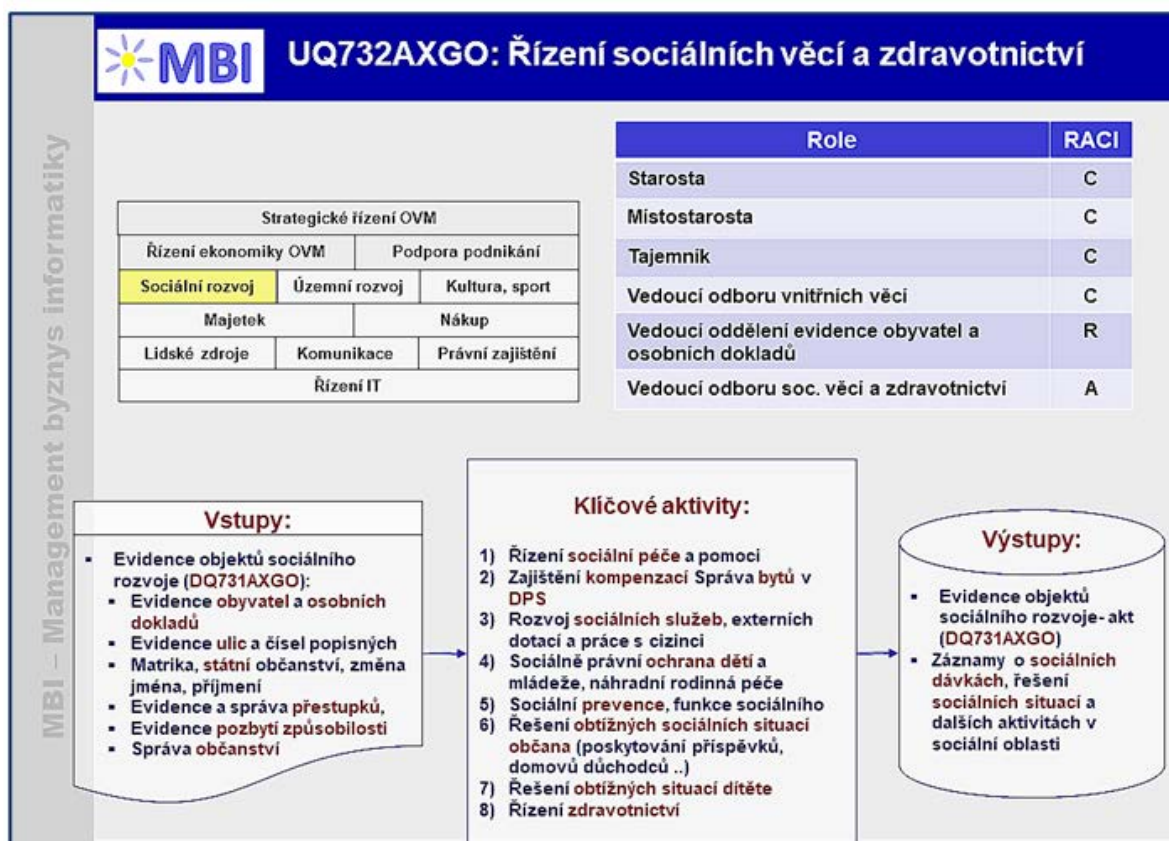 MBI
UQ732AXGO: Řízení sociálních věcí a zdravotnictví
MBI – Management byznys informatiky
Strategické řízení OVM
Řízení ekonomiky OVM
Podpora podnikání
Sociální rozvoj
Územní rozvoj
Kultura, sport
Majetek
Nákup
Lidské zdroje
Komunikace
Právní zajištění
Řízení IT
Role RACI
Starosta C
Místostarosta C
Tajemník C
Vedoucí odboru vnitřních věcí C
Vedoucí oddělení evidence obyvatel a R
osobních dokladů
Vedoucí odboru soc. věcí a zdravotnictví A
Vstupy:
▪ Evidence objektů sociálního
rozvoje (DQ731AXGO):
▪ Evidence obyvatel a osobních
dokladů
▪ Evidence ulic a čísel popisných
▪ Matrika, státní občanství, změna
jména, příjmení
▪ Evidence a správa přestupků,
▪ Evidence pozbytí způsobilosti
▪ Správa občanství
Klíčové aktivity:
1) Řízení sociální péče a pomoci
2) Zajištění kompenzací Správa bytů v
DPS
3) Rozvoj sociálních služeb, externích
dotací a práce s cizinci
4) Sociálně právní ochrana dětí a
mládeže, náhradní rodinná péče
5) Sociální prevence, funkce sociálního
6) Řešení obtížných sociálních situací
občana (poskytování příspěvků,
domovů důchodců ..)
7) Řešení obtížných situací dítěte
8) Řízení zdravotnictví
Výstupy:
▪ Evidence objektů
sociálního rozvoje- akt
(DQ731AXGO)
▪ Záznamy o sociálních
dávkách, řešení
sociálních situací a
dalších aktivitách v
sociální oblasti